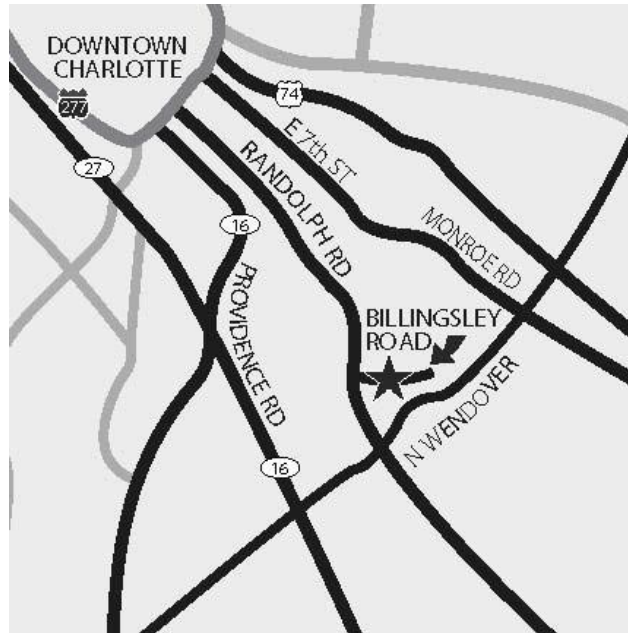 DOWNTOWN
CHARLOTTE
277
74
27
E 7th ST
RANDOLPH RD
16
MONROE RD
PROVIDENCE RD
BILLINGSLEY
ROAD
N WENDOVER
16